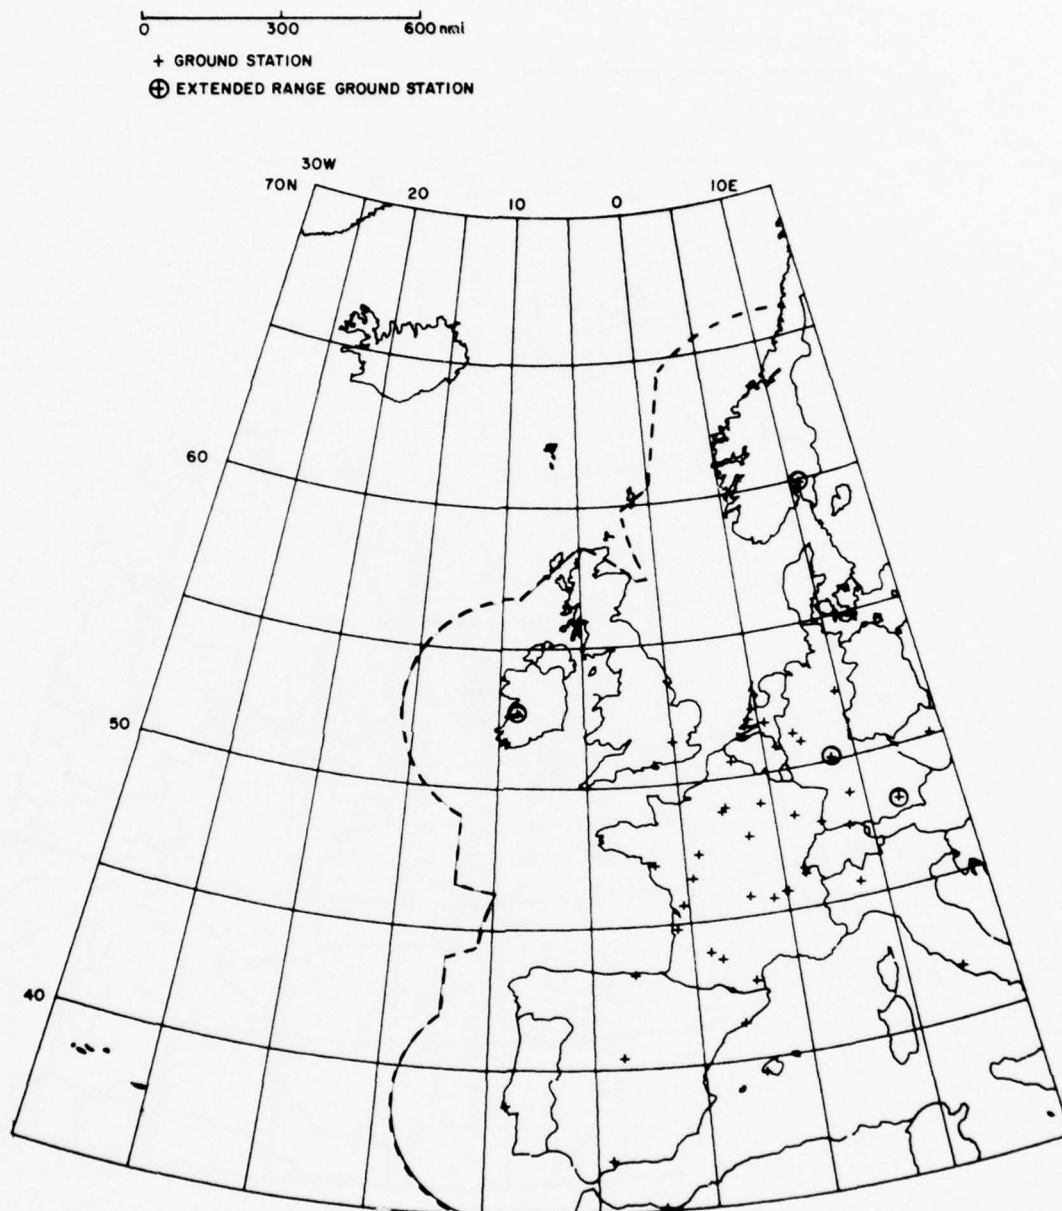 0 300 600 nmi
+ GROUND STATION
⊕ EXTENDED RANGE GROUND STATION
30W
70N 20 10 0 10E
60
50
40